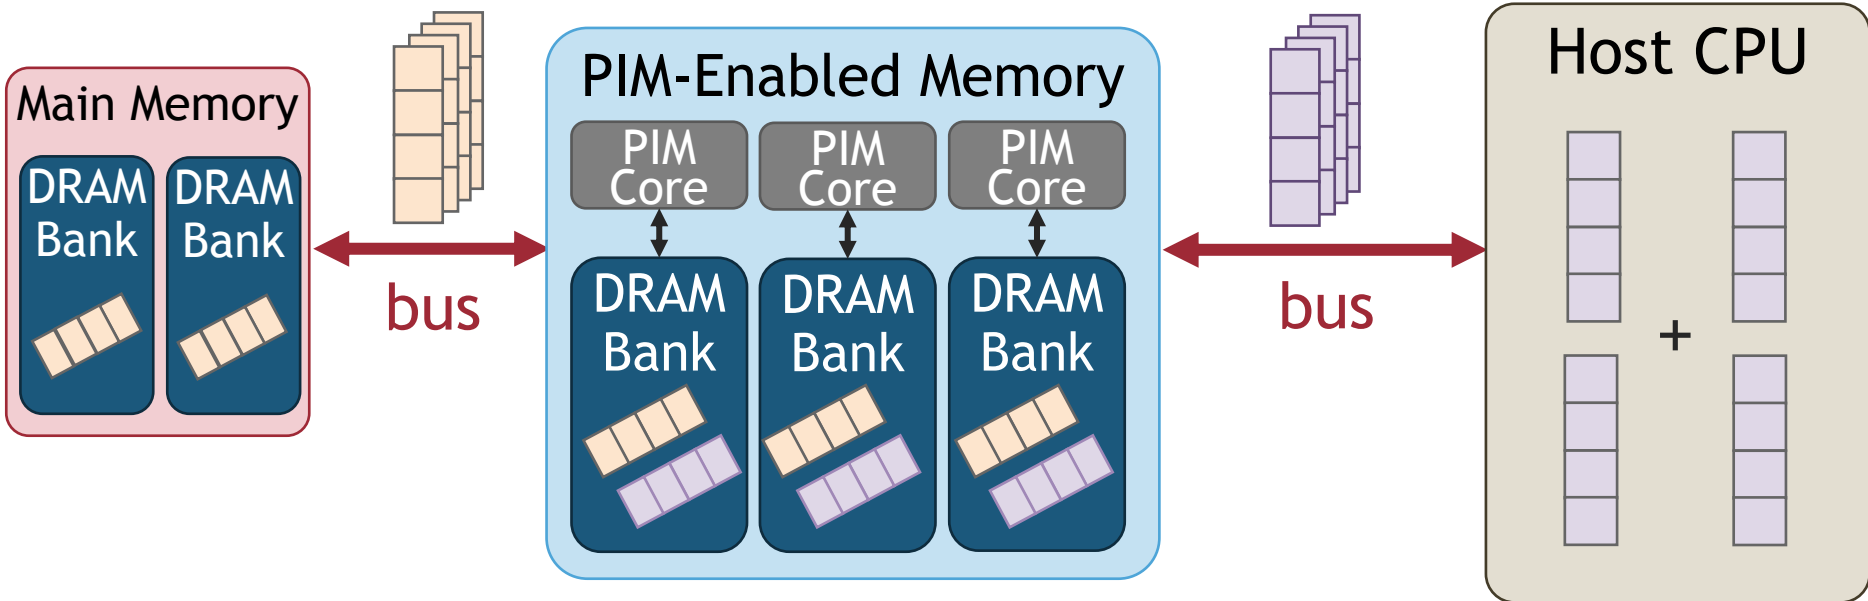 Main Memory
DRAM
Bank
DRAM
Bank
bus
PIM-Enabled Memory
PIM
Core
PIM
Core
PIM
Core
DRAM
Bank
DRAM
Bank
DRAM
Bank
bus
Host CPU
+